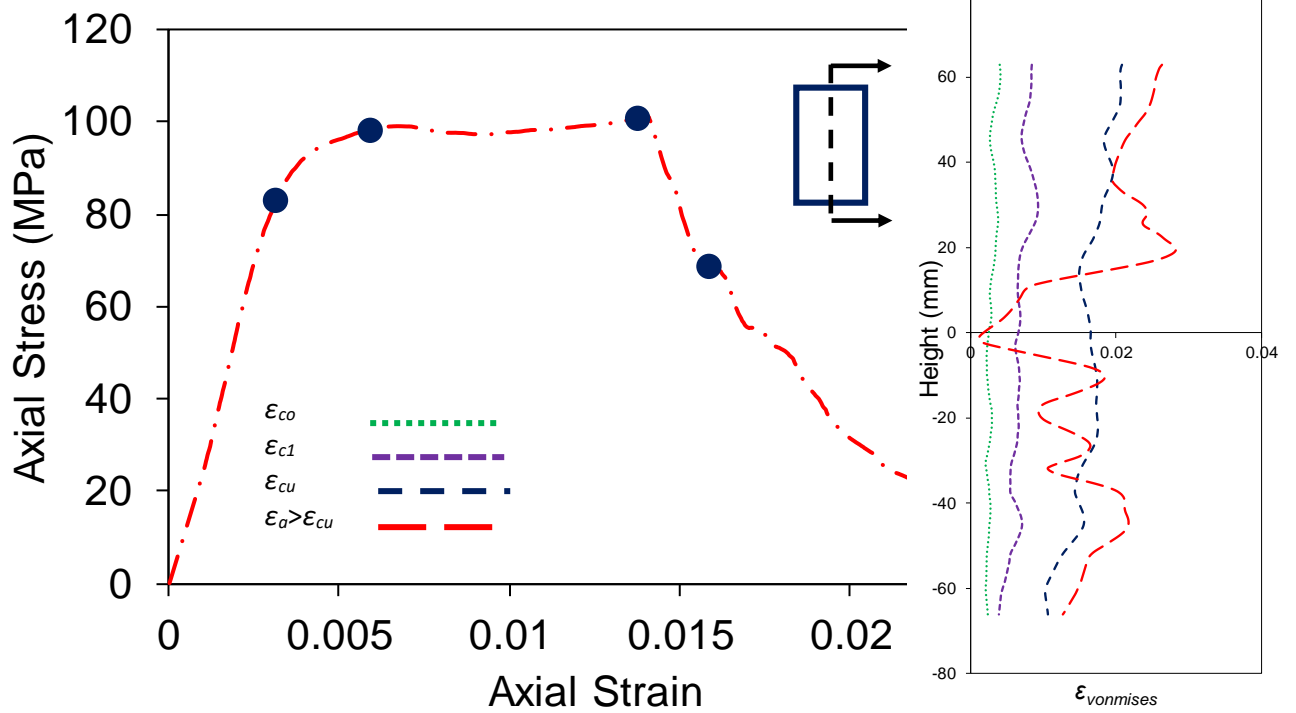 120
100
80
60
40
20
0
Axial Stress (MPa)
εco
εc1
εcu
εa>εcu
0 0.005 0.01 0.015 0.02
Axial Strain
60
40
20
0
-20
-40
-60
-80
Height (mm)
0 0.02 0.04
εvonmises